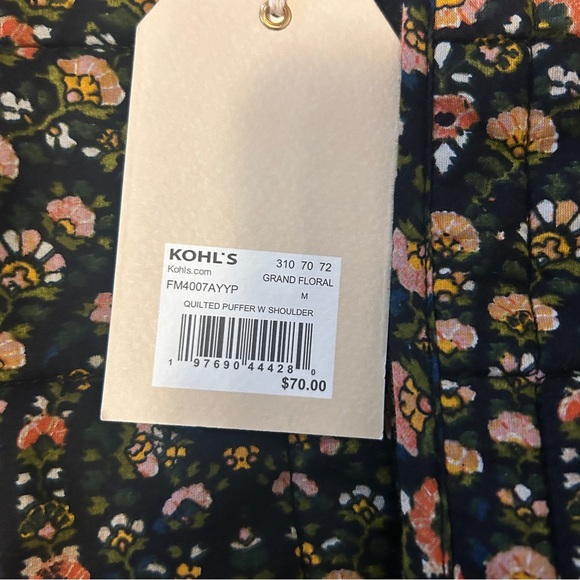 KOHL'S 310 70 72
Kohls.com GRAND FLORAL
FM4007AYYP M
QUILTED PUFFER W SHOULDER
1 97690 44428 0
$70.00